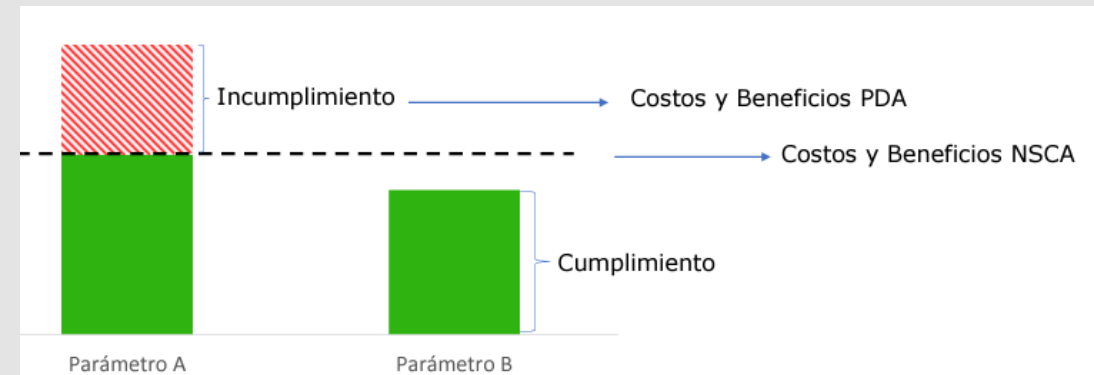 Incumplimiento
Costos y Beneficios PDA
Costos y Beneficios NSCA
Cumplimiento
Parámetro A
Parámetro B